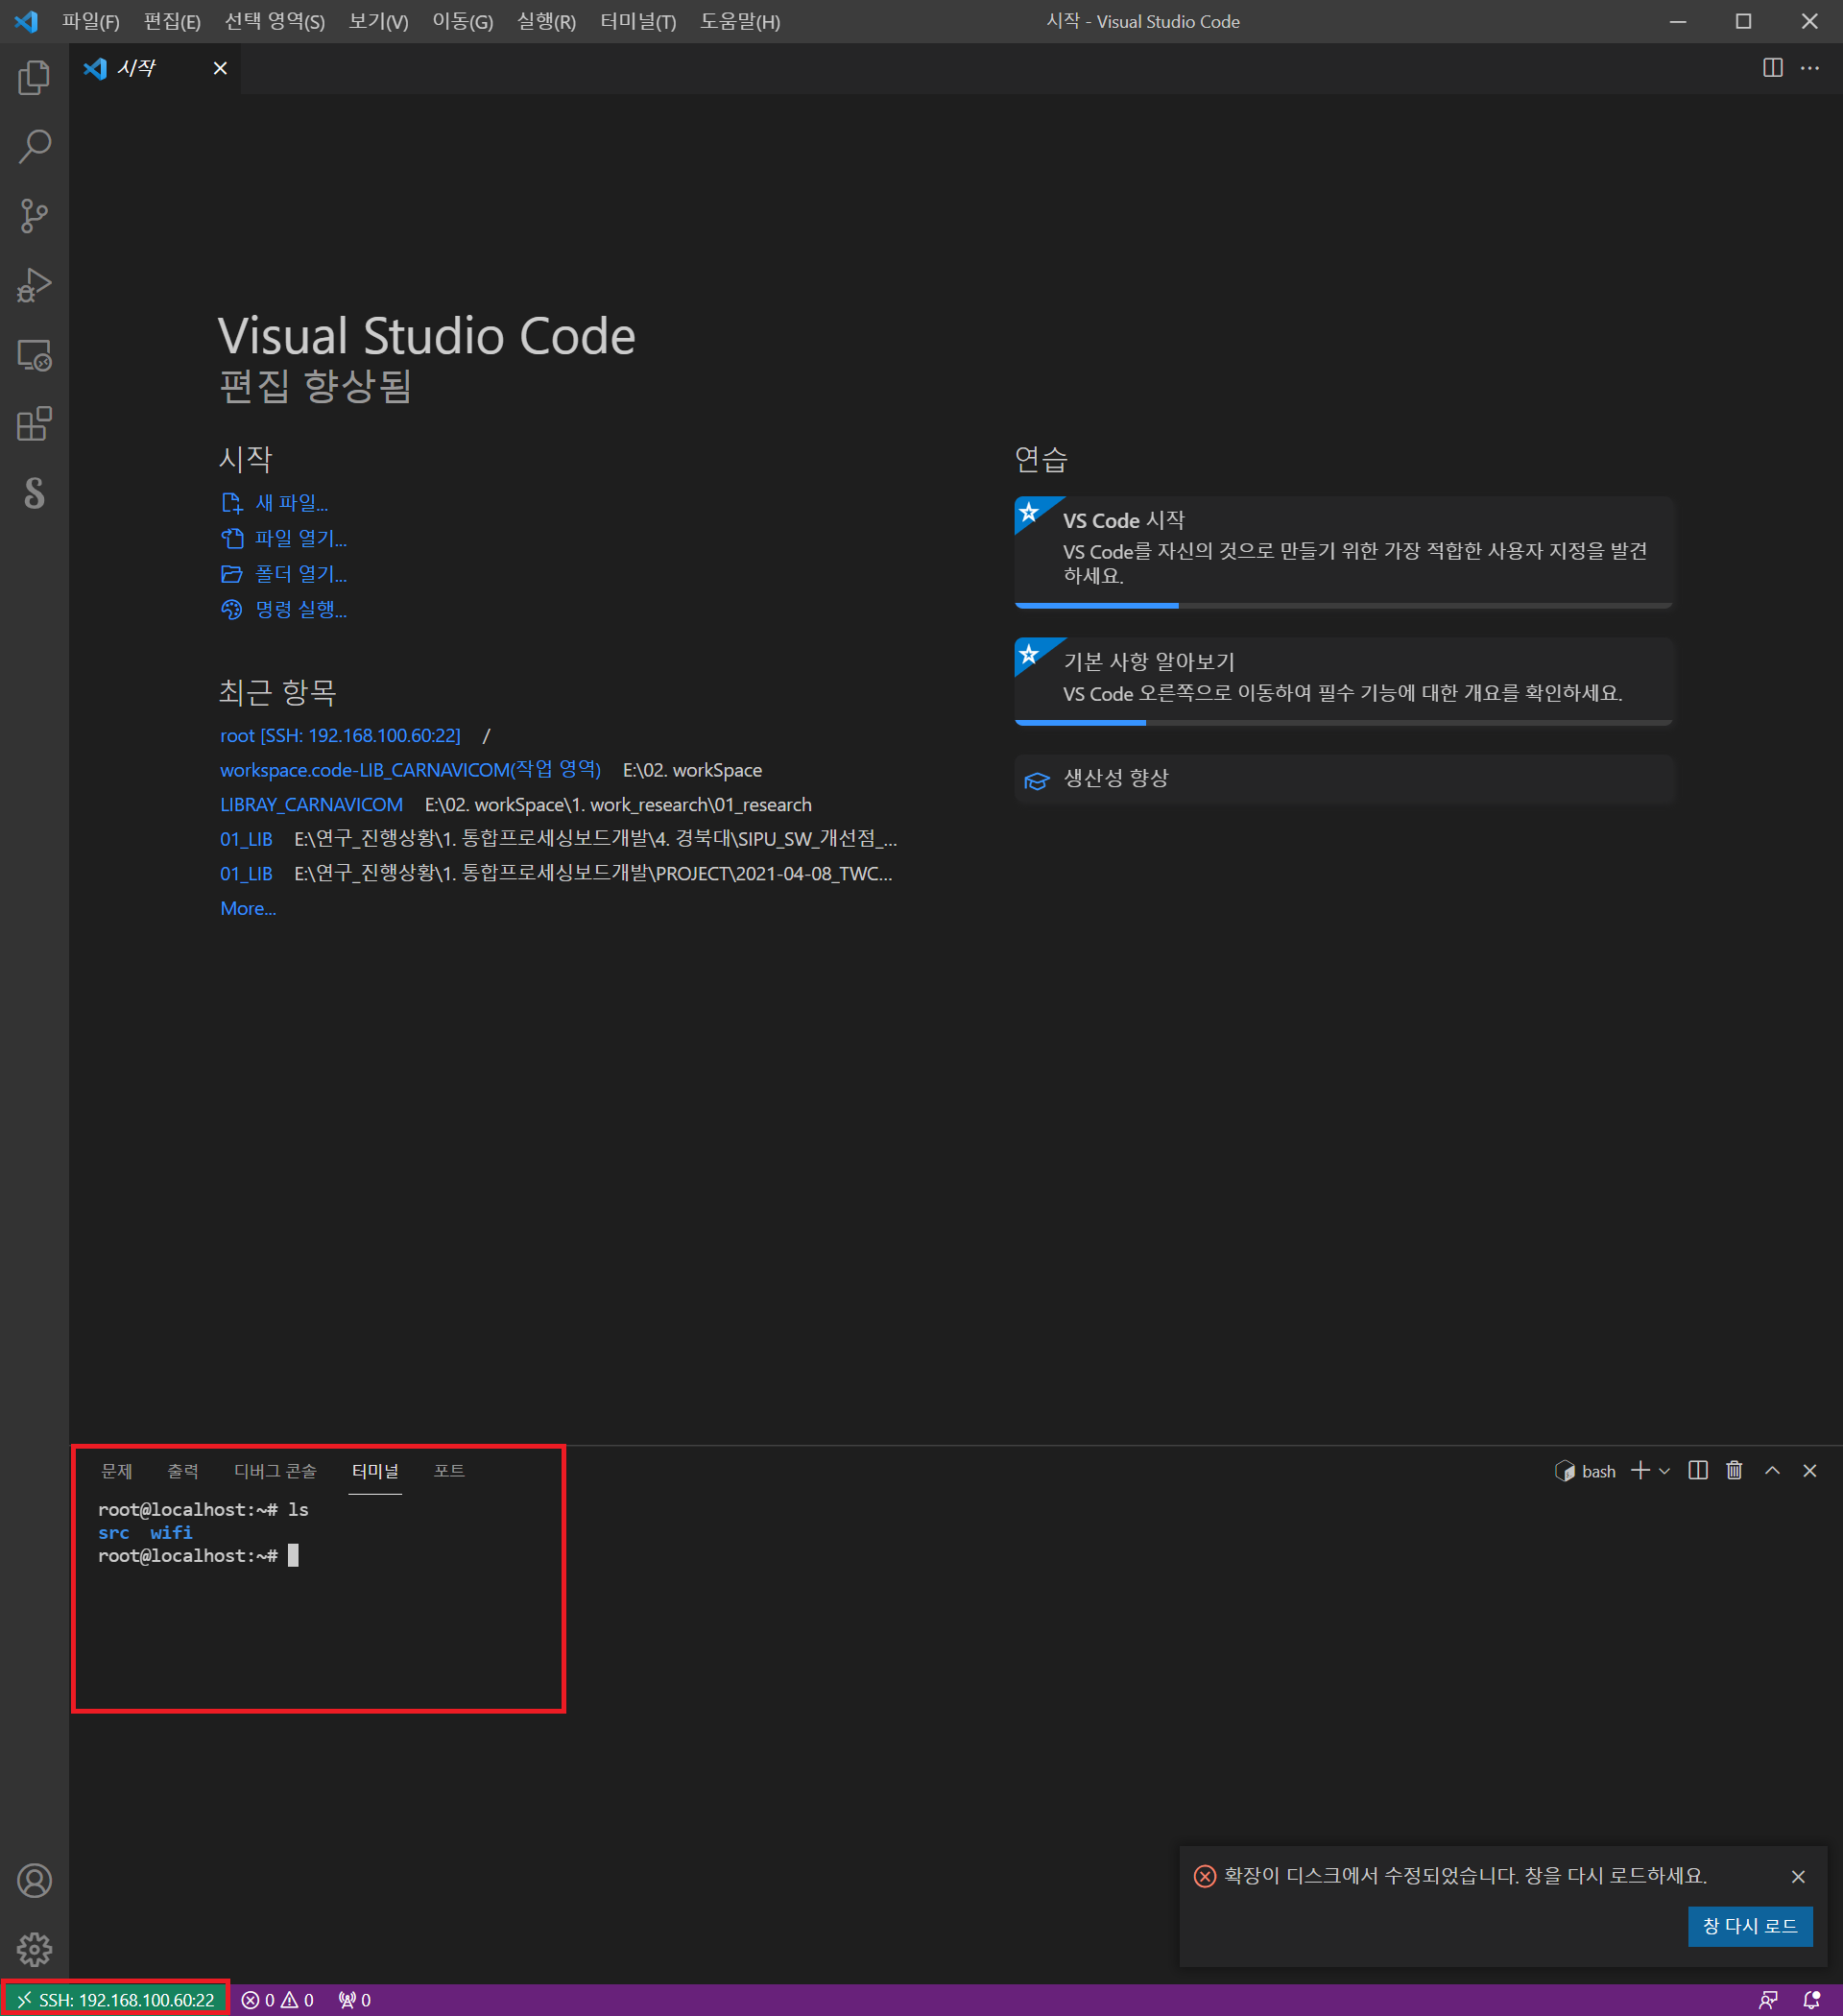 파일(F) 편집(E) 선택 영역(S) 보기(V) 이동(G) 실행(R) 터미널(T) 도움말(H) 시작 - Visual Studio Code
시작
Visual Studio Code
편집 향상됨
시작
새 파일...
파일 열기...
폴더 열기...
명령 실행...
최근 항목
root [SSH: 192.168.100.60:22] /
workspace.code-LIB_CARNAVICOM(작업 영역) E:\02. workSpace
LIBRAY_CARNAVICOM E:\02. workSpace\1. work_research\01_research
01_LIB E:\연구_진행상황\1. 통합프로세싱보드개발\4. 경북대\SIPU_SW_개선점_...
01_LIB E:\연구_진행상황\1. 통합프로세싱보드개발\PROJECT\2021-04-08_TWC...
More...
연습
VS Code 시작
VS Code를 자신의 것으로 만들기 위한 가장 적합한 사용자 지정을 발견
하세요.
기본 사항 알아보기
VS Code 오른쪽으로 이동하여 필수 기능에 대한 개요를 확인하세요.
생산성 향상
문제 출력 디버그 콘솔 터미널 포트 bash
root@localhost:~# ls
src wifi
root@localhost:~#
확장이 디스크에서 수정되었습니다. 창을 다시 로드하세요.
창 다시 로드
SSH: 192.168.100.60:22 0 0 0